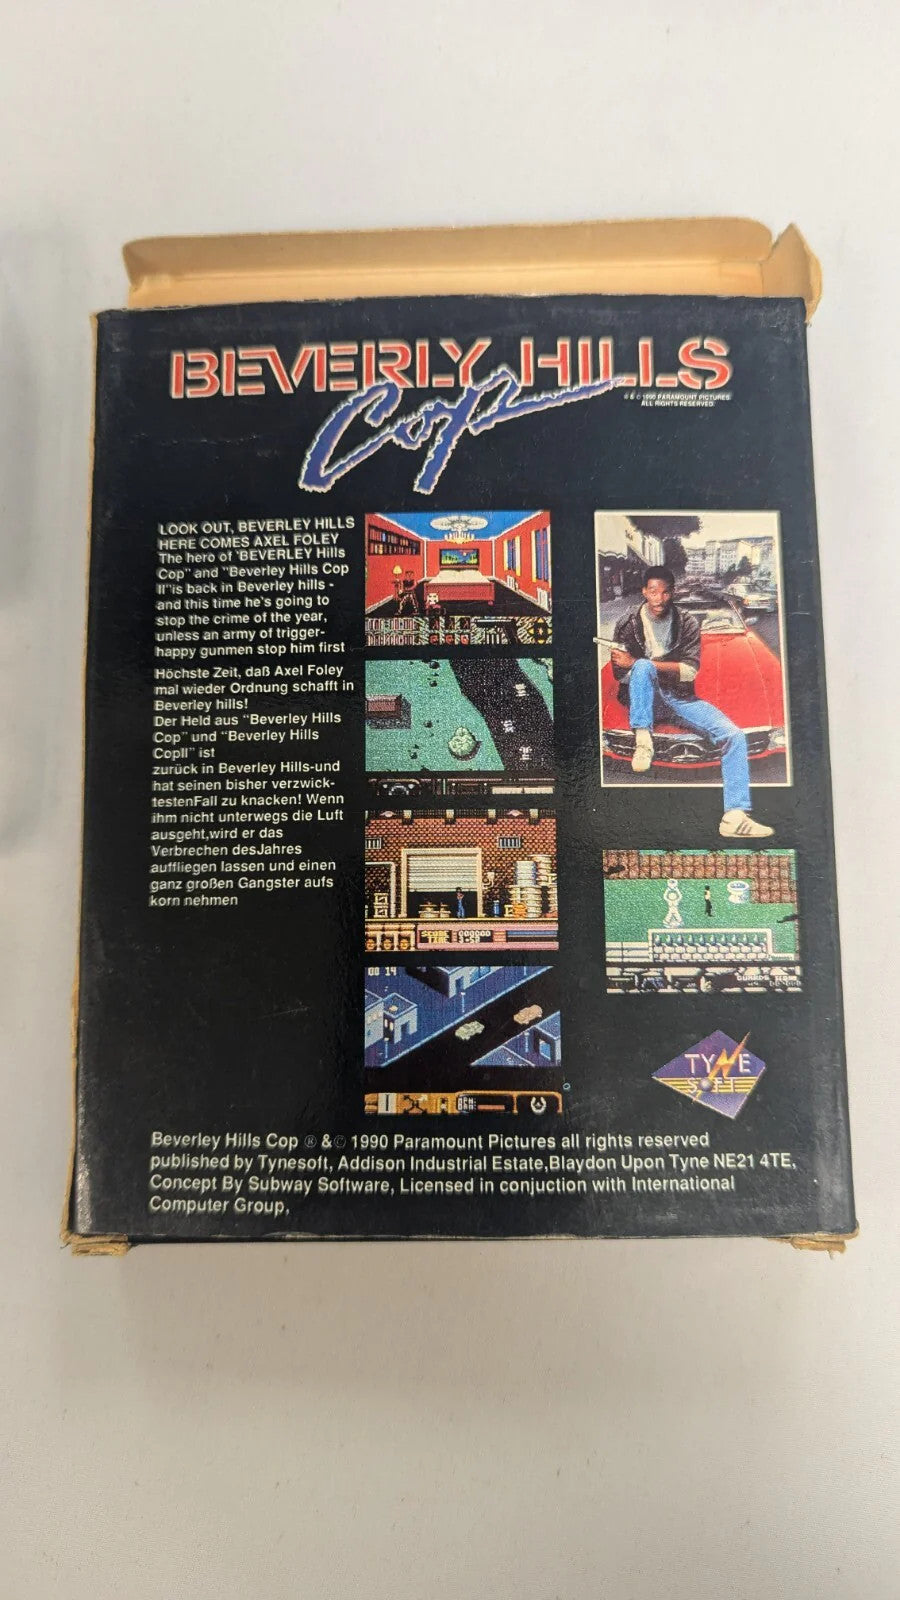 BEVERLY HILLS
Cop
® & © 1990 PARAMOUNT PICTURES.
ALL RIGHTS RESERVED.
LOOK OUT, BEVERLEY HILLS
HERE COMES AXEL FOLEY
The hero of 'BEVERLEY Hills
Cop" and "Beverley Hills Cop
II"is back in Beverley hills -
and this time he's going to
stop the crime of the year,
unless an army of trigger-
happy gunmen stop him first
Höchste Zeit, daß Axel Foley
mal wieder Ordnung schafft in
Beverley hills!
Der Held aus "Beverley Hills
Cop" und "Beverley Hills
CopII" ist
zurück in Beverley Hills-und
hat seinen bisher verzwick-
testenFall zu knacken! Wenn
ihm nicht unterwegs die Luft
ausgeht,wird er das
Verbrechen desJahres
auffliegen lassen und einen
ganz großen Gangster aufs
korn nehmen
SCORE 000000
TIME
00 14
TYNE
SOFT
Beverley Hills Cop ® &© 1990 Paramount Pictures all rights reserved
published by Tynesoft, Addison Industrial Estate,Blaydon Upon Tyne NE21 4TE,
Concept By Subway Software, Licensed in conjuction with International
Computer Group,